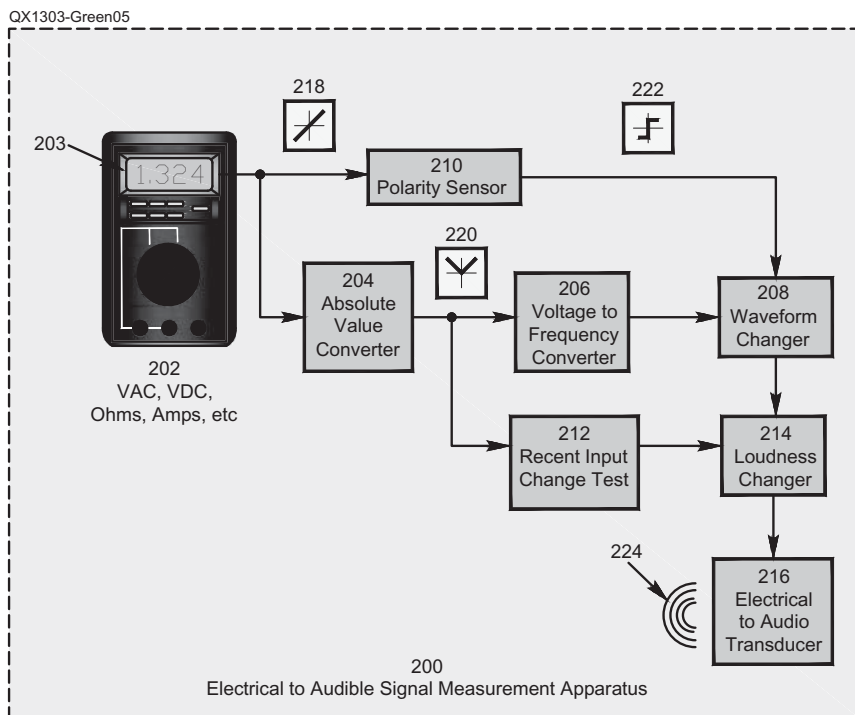 QX1303-Green05
218
222
203
1.324
210
Polarity Sensor
220
204
Absolute
Value
Converter
206
Voltage to
Frequency
Converter
208
Waveform
Changer
202
VAC, VDC,
Ohms, Amps, etc
212
Recent Input
Change Test
214
Loudness
Changer
224
216
Electrical
to Audio
Transducer
200
Electrical to Audible Signal Measurement Apparatus